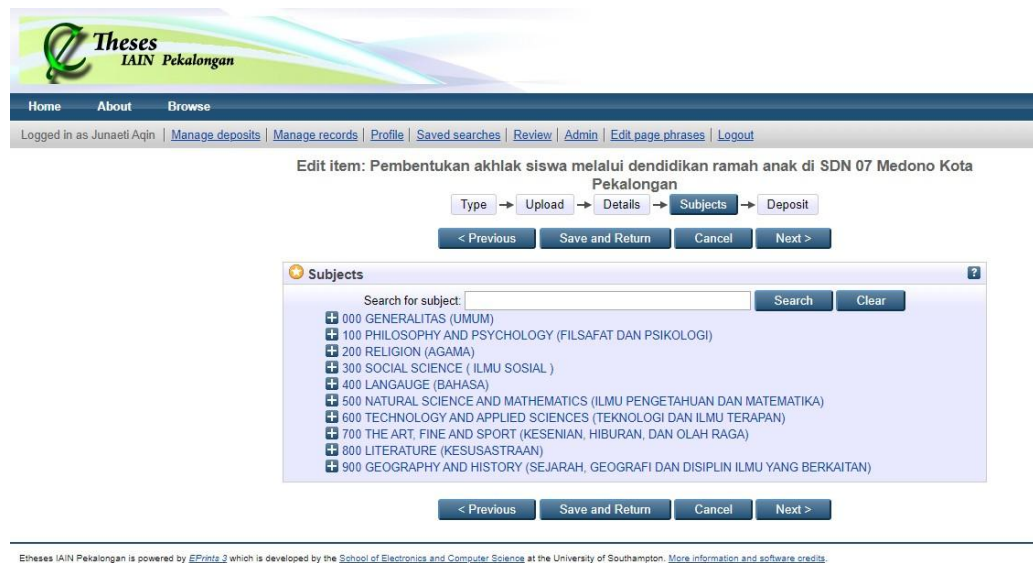 e Theses
IAIN Pekalongan
Home About Browse
Logged in as Junaeti Aqin | Manage deposits | Manage records | Profile | Saved searches | Review | Admin | Edit page phrases | Logout
Edit item: Pembentukan akhlak siswa melalui dendidikan ramah anak di SDN 07 Medono Kota
Pekalongan
Type → Upload → Details → Subjects → Deposit
< Previous Save and Return Cancel Next >
Subjects ?
Search for subject: Search Clear
000 GENERALITAS (UMUM)
100 PHILOSOPHY AND PSYCHOLOGY (FILSAFAT DAN PSIKOLOGI)
200 RELIGION (AGAMA)
300 SOCIAL SCIENCE ( ILMU SOSIAL )
400 LANGAUGE (BAHASA)
500 NATURAL SCIENCE AND MATHEMATICS (ILMU PENGETAHUAN DAN MATEMATIKA)
600 TECHNOLOGY AND APPLIED SCIENCES (TEKNOLOGI DAN ILMU TERAPAN)
700 THE ART, FINE AND SPORT (KESENIAN, HIBURAN, DAN OLAH RAGA)
800 LITERATURE (KESUSASTRAAN)
900 GEOGRAPHY AND HISTORY (SEJARAH, GEOGRAFI DAN DISIPLIN ILMU YANG BERKAITAN)
< Previous Save and Return Cancel Next >
Etheses IAIN Pekalongan is powered by EPrints 3 which is developed by the School of Electronics and Computer Science at the University of Southampton. More information and software credits.